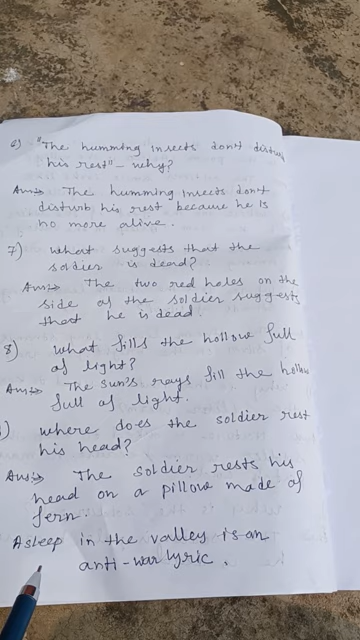 6) "The humming insects don't disturb
his rest" - why?
Ans:- The humming insects don't
disturb his rest because he is
no more alive.
7) What suggests that the
soldier is dead?
Ans:- The two red holes on the
side of the soldier suggests
that he is dead.
8) What fills the hollow full
of light?
Ans:- The sun's rays fill the hollow
full of light.
) where does the soldier rest
his head?
Ans:- The soldier rests his
head on a pillow made of
fern.
Asleep in the valley is an
anti-war lyric.